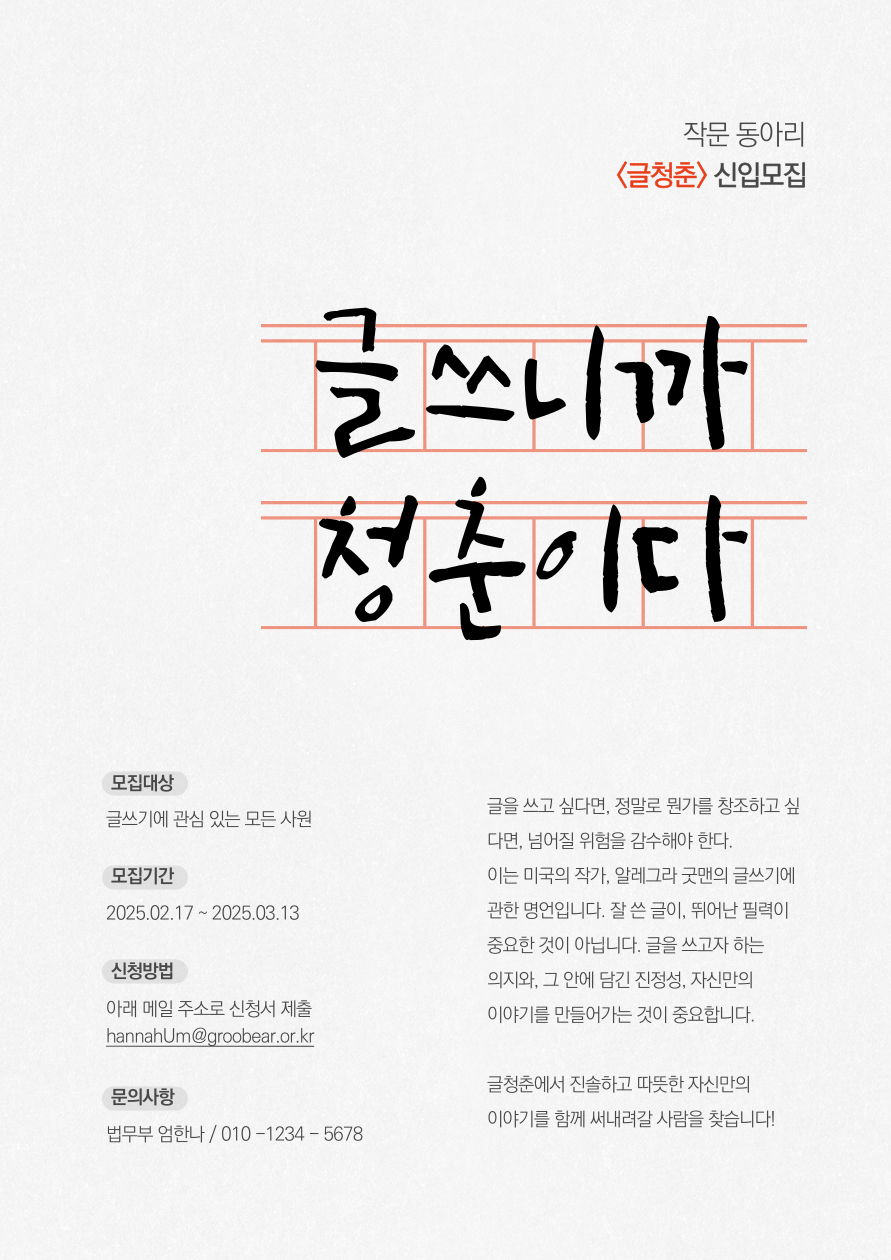 작문 동아리
<글청춘> 신입모집
글쓰니까
청춘이다
모집대상
글쓰기에 관심 있는 모든 사원
모집기간
2025.02.17 ~ 2025.03.13
신청방법
아래 메일 주소로 신청서 제출
hannahUm@groobear.or.kr
문의사항
법무부 엄한나 / 010 -1234 - 5678
글을 쓰고 싶다면, 정말로 뭔가를 창조하고 싶
다면, 넘어질 위험을 감수해야 한다.
이는 미국의 작가, 알레그라 굿맨의 글쓰기에
관한 명언입니다. 잘 쓴 글이, 뛰어난 필력이
중요한 것이 아닙니다. 글을 쓰고자 하는
의지와, 그 안에 담긴 진정성, 자신만의
이야기를 만들어가는 것이 중요합니다.
글청춘에서 진솔하고 따뜻한 자신만의
이야기를 함께 써내려갈 사람을 찾습니다!